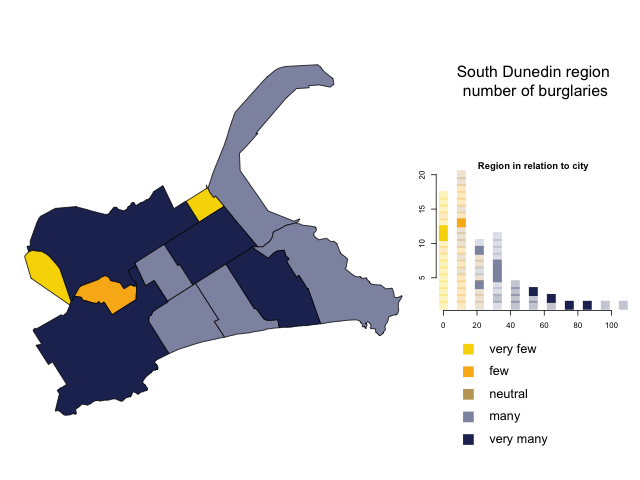 South Dunedin region
number of burglaries
Region in relation to city
20
15
10
5
0 20 40 60 80 100
very few
few
neutral
many
very many